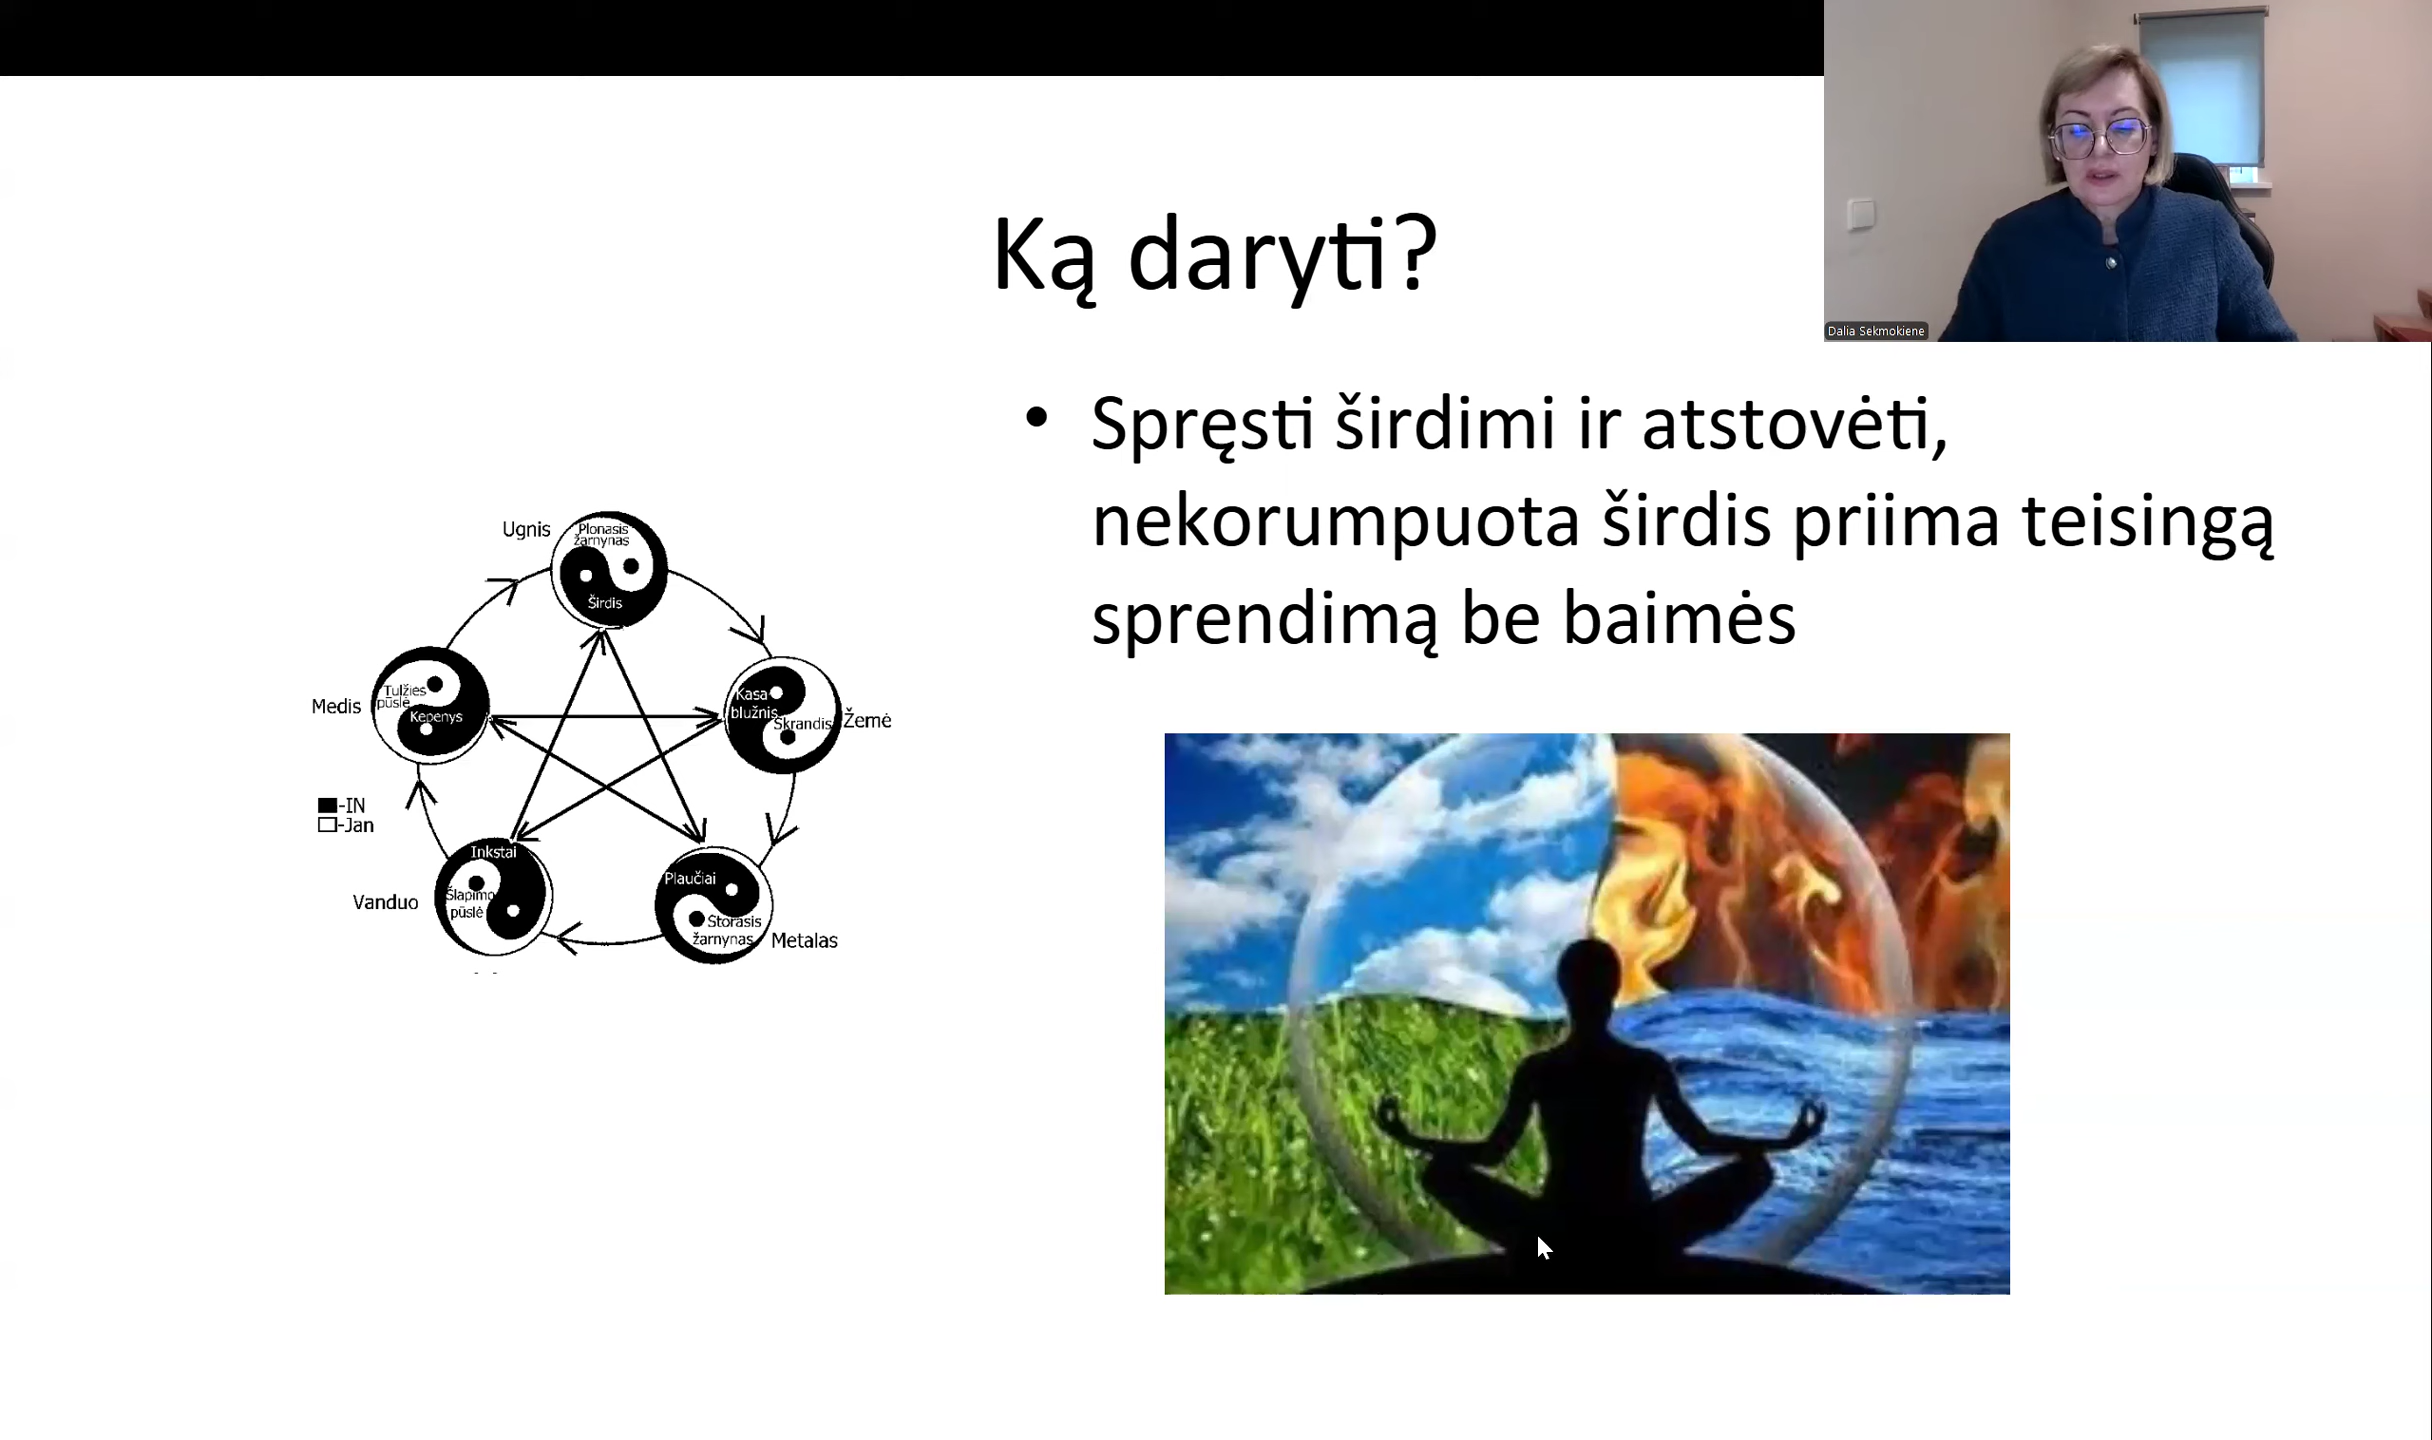 Dalia Sekmokiene
Ką daryti?
• Spręsti širdimi ir atstovėti,
nekorumpuota širdis priima teisingą
sprendimą be baimės
Ugnis
Plonasis
žarnynas
Širdis
Medis
Tulžies
pūslė
Kepenys
Kasa
blužnis
Skrandis
Žemė
-IN
-Jan
Vanduo
Inkstai
Šlapimo
pūslė
Plaučiai
Storasis
žarnynas
Metalas